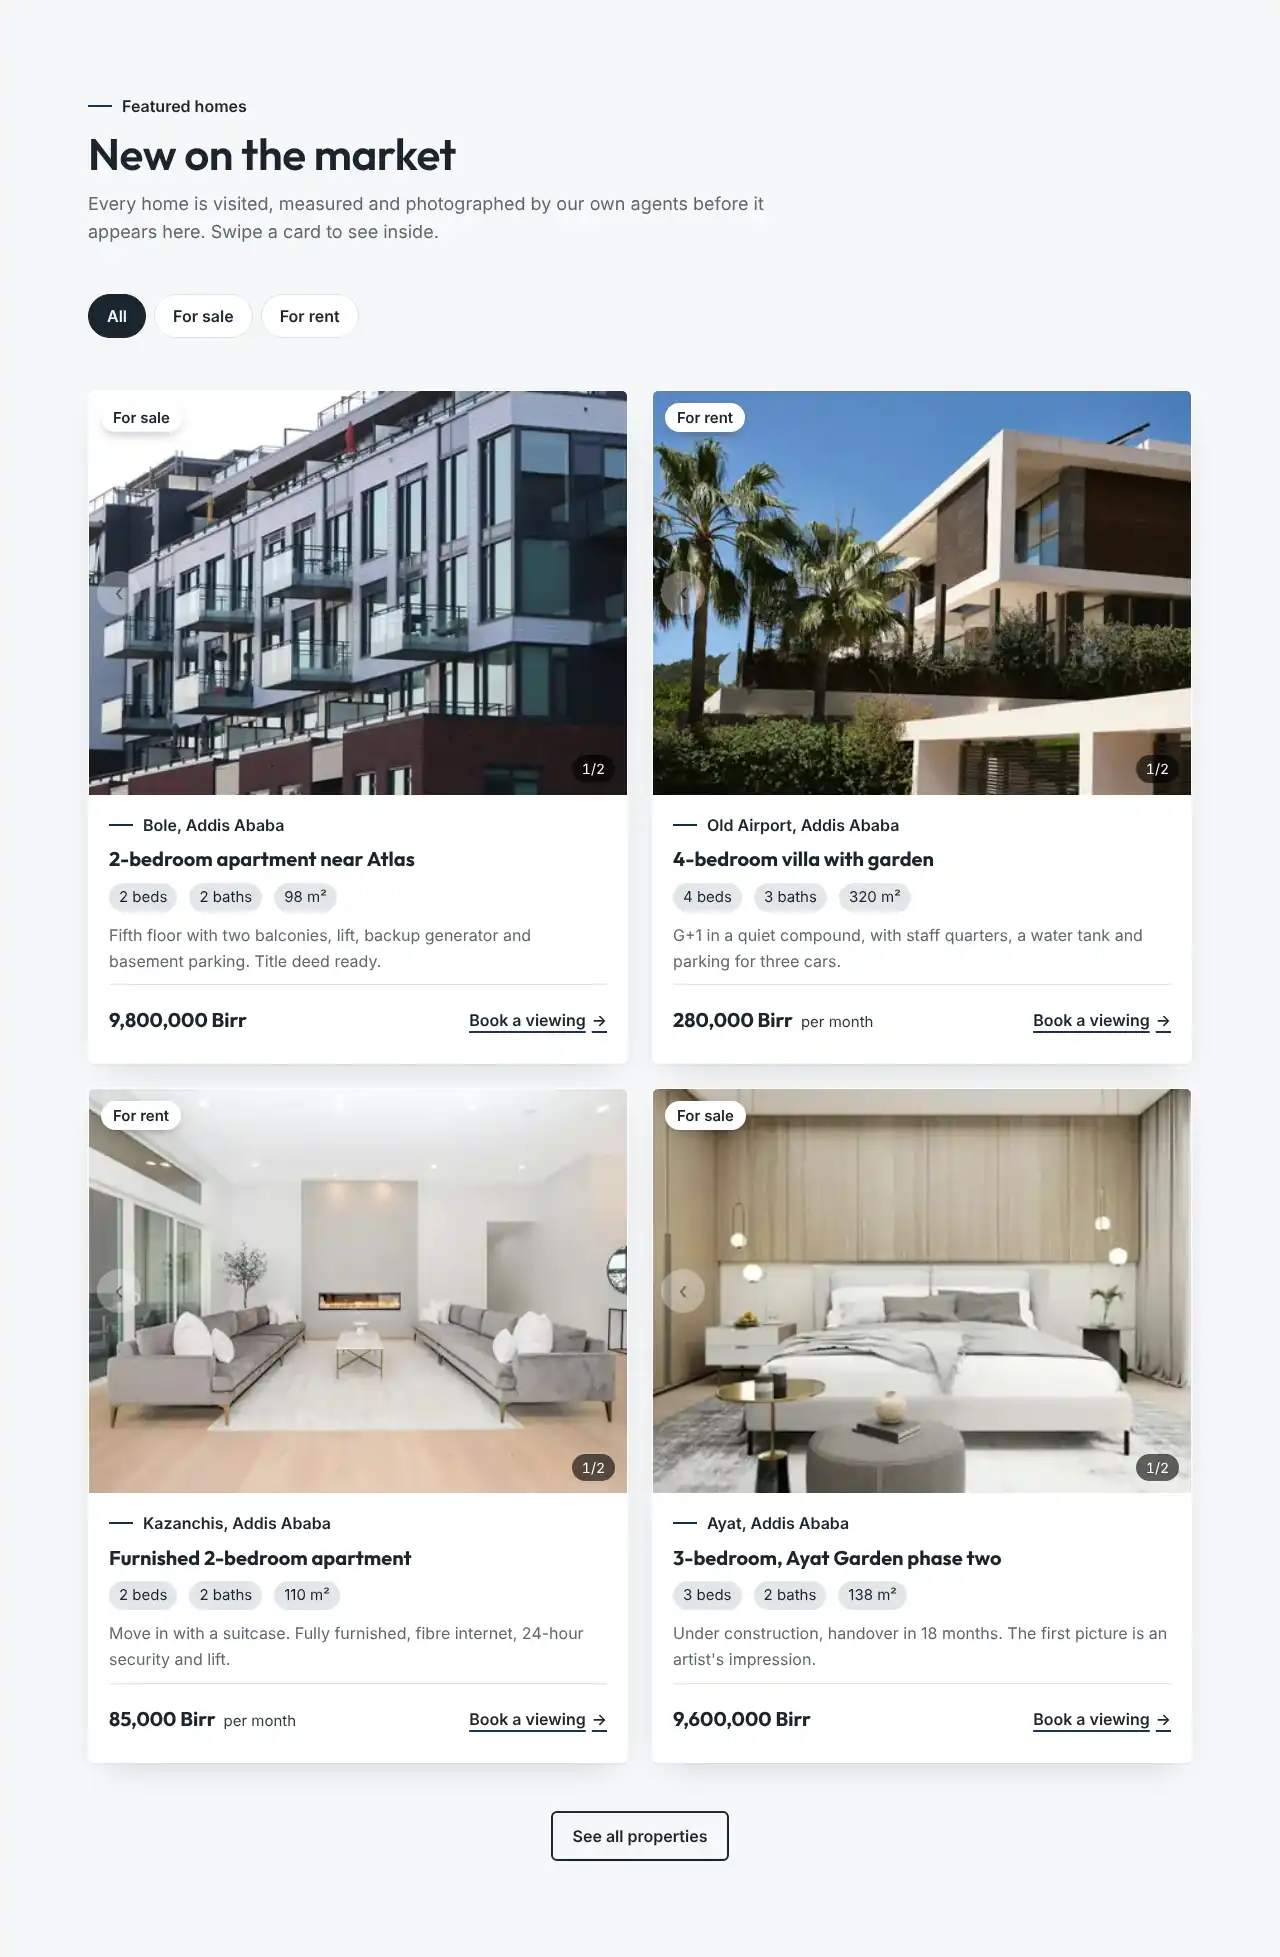 Featured homes
New on the market
Every home is visited, measured and photographed by our own agents before it
appears here. Swipe a card to see inside.
All
For sale
For rent
For sale
1/2
Bole, Addis Ababa
2-bedroom apartment near Atlas
2 beds
2 baths
98 m²
Fifth floor with two balconies, lift, backup generator and
basement parking. Title deed ready.
9,800,000 Birr
Book a viewing →
For rent
1/2
Old Airport, Addis Ababa
4-bedroom villa with garden
4 beds
3 baths
320 m²
G+1 in a quiet compound, with staff quarters, a water tank and
parking for three cars.
280,000 Birr per month
Book a viewing →
For rent
1/2
Kazanchis, Addis Ababa
Furnished 2-bedroom apartment
2 beds
2 baths
110 m²
Move in with a suitcase. Fully furnished, fibre internet, 24-hour
security and lift.
85,000 Birr per month
Book a viewing →
For sale
1/2
Ayat, Addis Ababa
3-bedroom, Ayat Garden phase two
3 beds
2 baths
138 m²
Under construction, handover in 18 months. The first picture is an
artist's impression.
9,600,000 Birr
Book a viewing →
See all properties